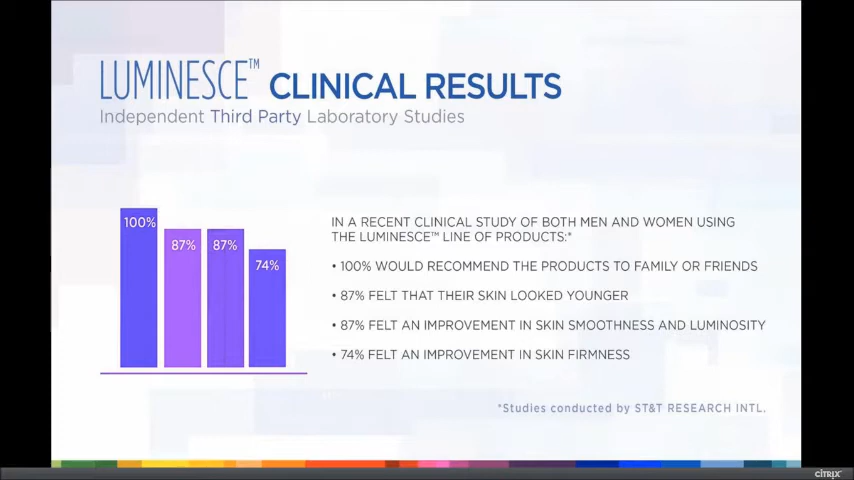 LUMINESCE™ CLINICAL RESULTS
Independent Third Party Laboratory Studies
100%
87%
87%
74%
IN A RECENT CLINICAL STUDY OF BOTH MEN AND WOMEN USING
THE LUMINESCE™ LINE OF PRODUCTS:*
• 100% WOULD RECOMMEND THE PRODUCTS TO FAMILY OR FRIENDS
• 87% FELT THAT THEIR SKIN LOOKED YOUNGER
• 87% FELT AN IMPROVEMENT IN SKIN SMOOTHNESS AND LUMINOSITY
• 74% FELT AN IMPROVEMENT IN SKIN FIRMNESS
*Studies conducted by ST&T RESEARCH INTL.
CITRIX